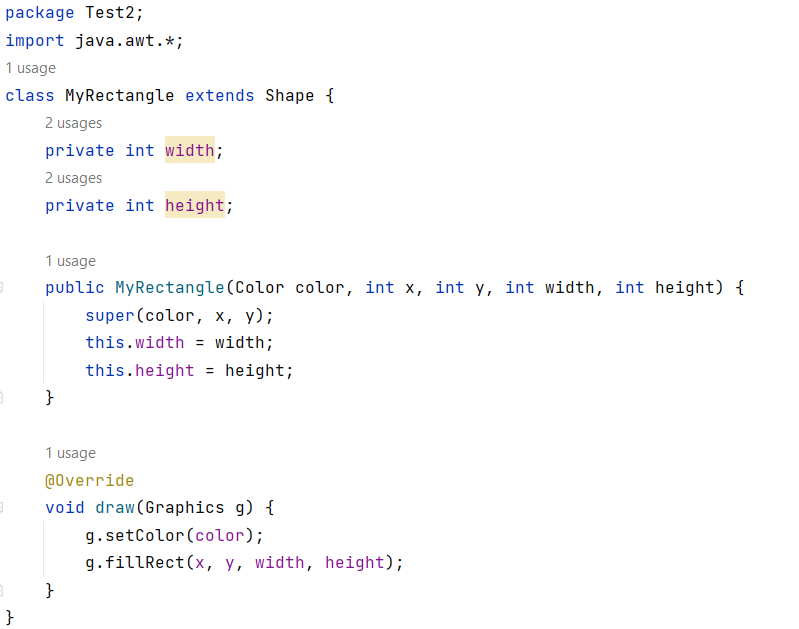 package Test2;
import java.awt.*;
1 usage
class MyRectangle extends Shape {
2 usages
private int width;
2 usages
private int height;
1 usage
public MyRectangle(Color color, int x, int y, int width, int height) {
super(color, x, y);
this.width = width;
this.height = height;
}
1 usage
@Override
void draw(Graphics g) {
g.setColor(color);
g.fillRect(x, y, width, height);
}
}